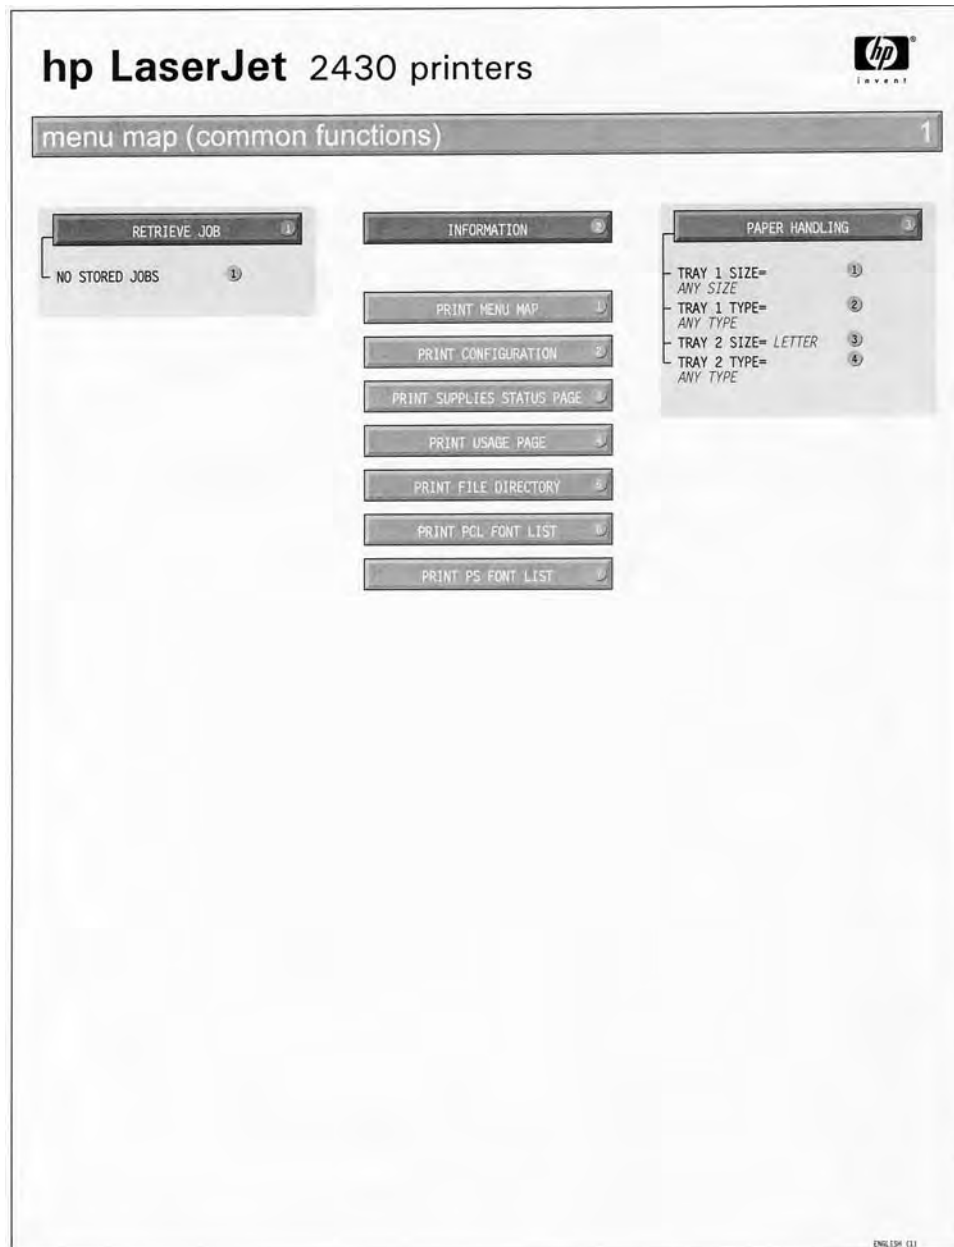 hp LaserJet 2430 printers
hp
®
invent
menu map (common functions) 1
RETRIEVE JOB 1
NO STORED JOBS 1
INFORMATION 2
PRINT MENU MAP 1
PRINT CONFIGURATION 2
PRINT SUPPLIES STATUS PAGE 3
PRINT USAGE PAGE 4
PRINT FILE DIRECTORY 5
PRINT PCL FONT LIST 6
PRINT PS FONT LIST 7
PAPER HANDLING 3
TRAY 1 SIZE= 1
ANY SIZE
TRAY 1 TYPE= 2
ANY TYPE
TRAY 2 SIZE= LETTER 3
TRAY 2 TYPE= 4
ANY TYPE
ENGLISH (1)